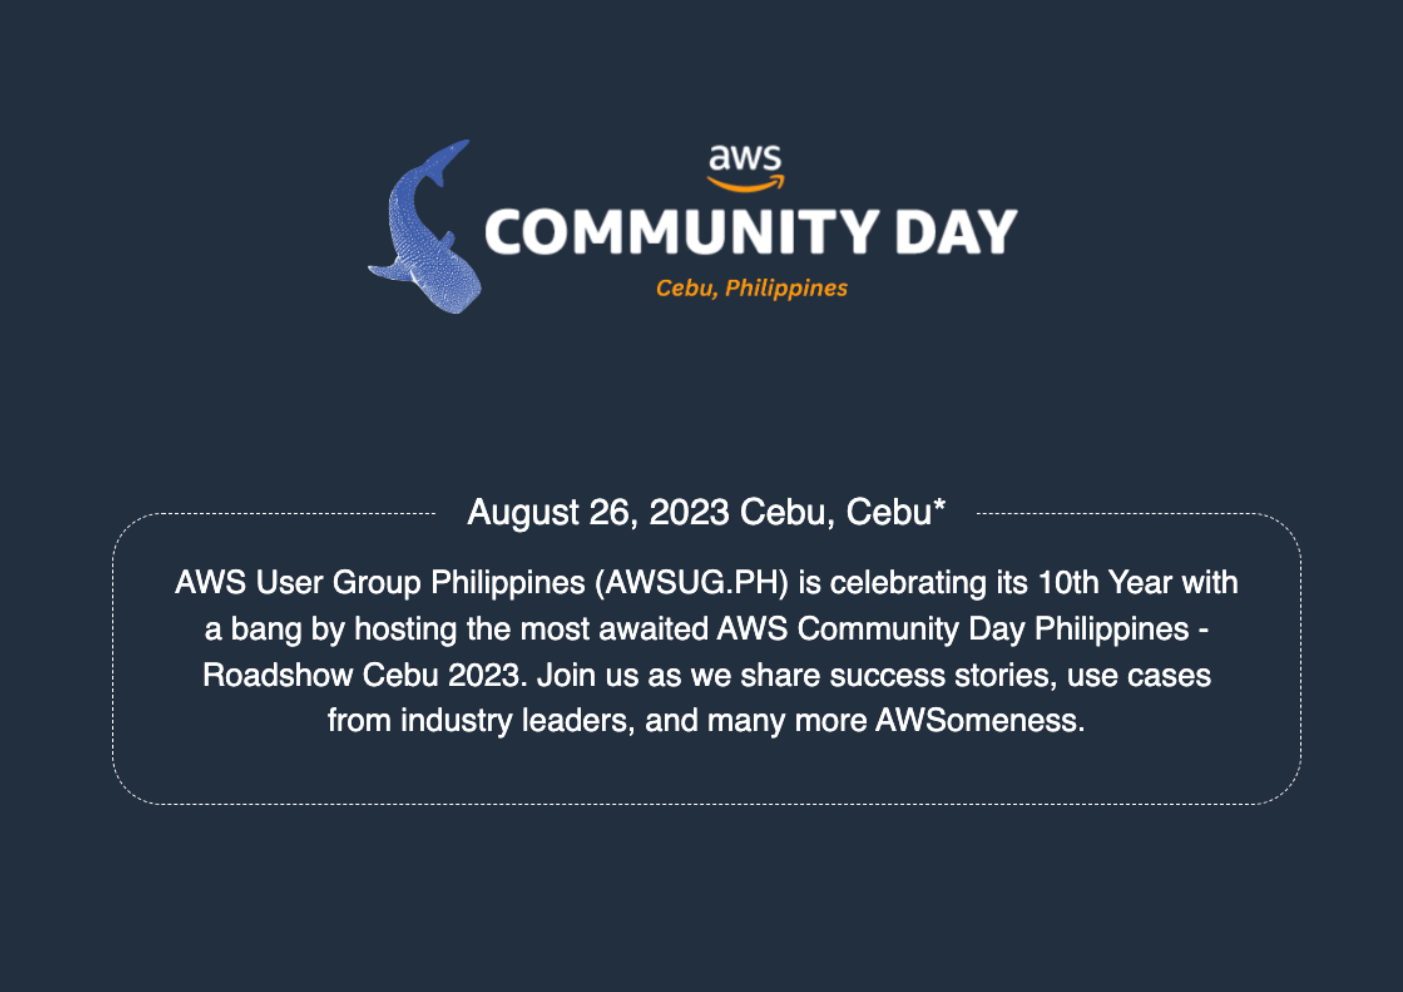 aws
COMMUNITY DAY
Cebu, Philippines
August 26, 2023 Cebu, Cebu*
AWS User Group Philippines (AWSUG.PH) is celebrating its 10th Year with
a bang by hosting the most awaited AWS Community Day Philippines -
Roadshow Cebu 2023. Join us as we share success stories, use cases
from industry leaders, and many more AWSomeness.